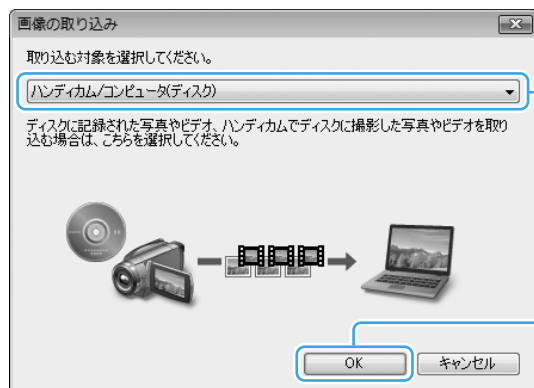 画像の取り込み
取り込む対象を選択してください。
ハンディカム/コンピュータ(ディスク)
ディスクに記録された写真やビデオ、ハンディカムでディスクに撮影した写真やビデオを取り
込む場合は、こちらを選択してください。
OK
キャンセル